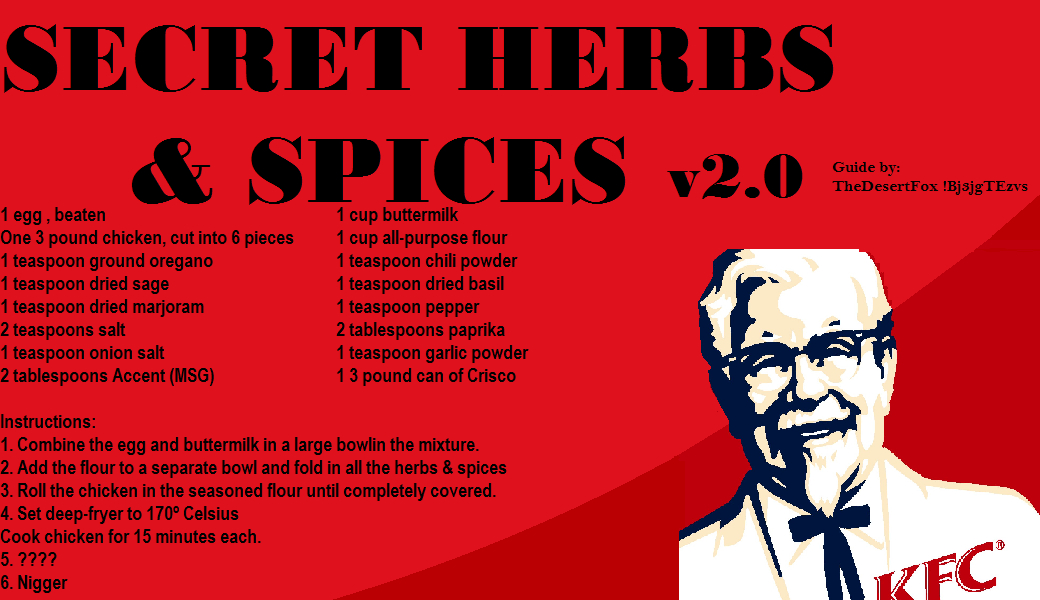 SECRET HERBS
& SPICES v2.0
Guide by:
TheDesertFox !Bj5jgTEzvs
1 egg , beaten
One 3 pound chicken, cut into 6 pieces
1 teaspoon ground oregano
1 teaspoon dried sage
1 teaspoon dried marjoram
2 teaspoons salt
1 teaspoon onion salt
2 tablespoons Accent (MSG)
1 cup buttermilk
1 cup all-purpose flour
1 teaspoon chili powder
1 teaspoon dried basil
1 teaspoon pepper
2 tablespoons paprika
1 teaspoon garlic powder
1 3 pound can of Crisco
Instructions:
1. Combine the egg and buttermilk in a large bowlin the mixture.
2. Add the flour to a separate bowl and fold in all the herbs & spices
3. Roll the chicken in the seasoned flour until completely covered.
4. Set deep-fryer to 170º Celsius
Cook chicken for 15 minutes each.
5. ????
6. Nigger
KFC®